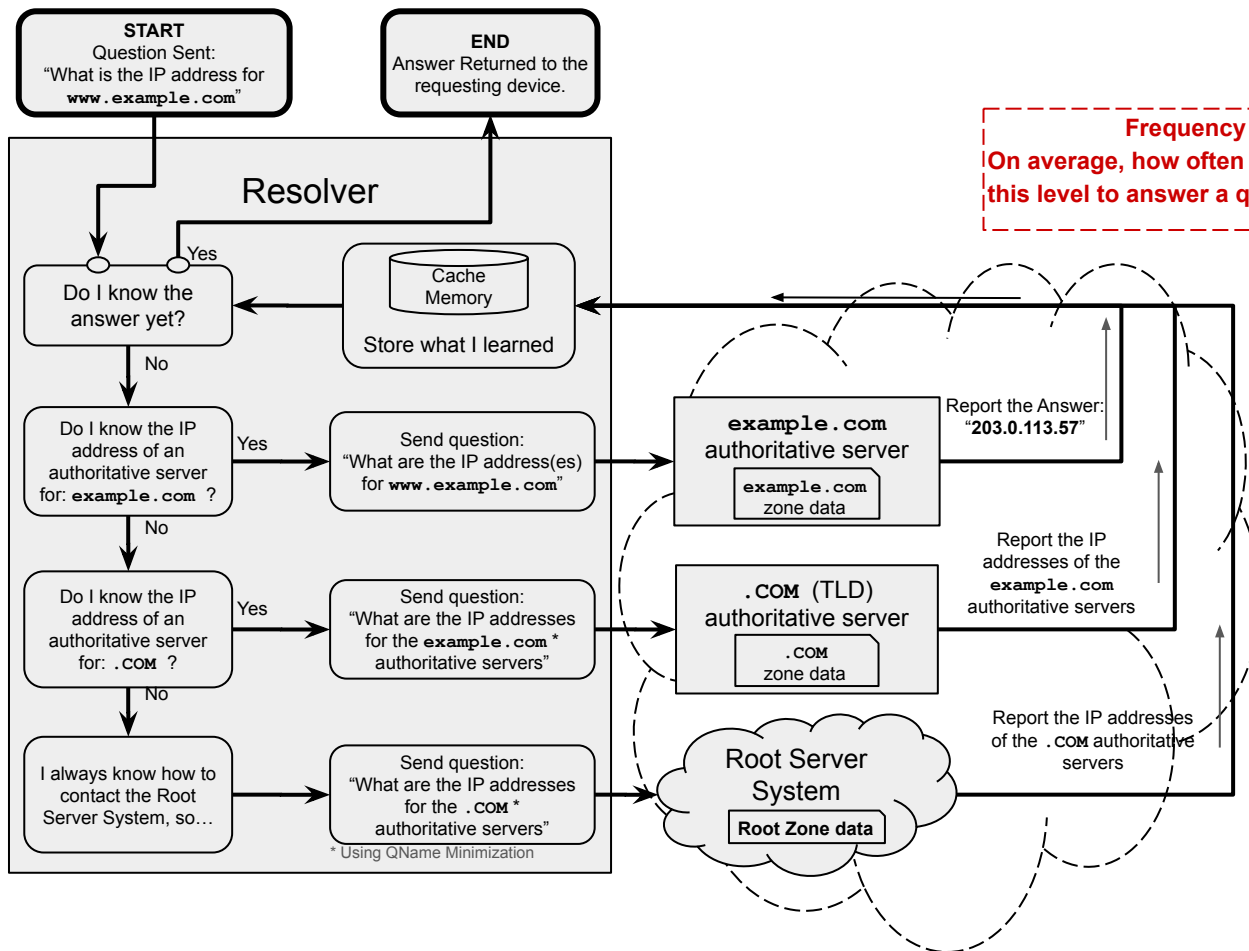 START
Question Sent:
“What is the IP address for
www.example.com”
END
Answer Returned to the
requesting device.
Frequency
On average, how often
this level to answer a q
Resolver
Yes
Do I know the
answer yet?
Cache
Memory
Store what I learned
No
Do I know the IP
address of an
authoritative server
for: example.com ?
Yes
Send question:
“What are the IP address(es)
for www.example.com”
example.com
authoritative server
example.com
zone data
Report the Answer:
“203.0.113.57”
No
Do I know the IP
address of an
authoritative server
for: .COM ?
Yes
Send question:
“What are the IP addresses
for the example.com *
authoritative servers”
.COM (TLD)
authoritative server
.COM
zone data
Report the IP
addresses of the
example.com
authoritative servers
No
I always know how to
contact the Root
Server System, so…
Send question:
“What are the IP addresses
for the .COM *
authoritative servers”
* Using QName Minimization
Root Server
System
Root Zone data
Report the IP addresses
of the .COM authoritative
servers